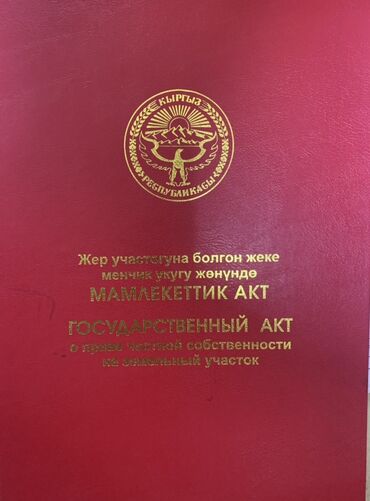 КЫРГЫЗ
РЕСПУБЛИКАСЫ
Жер участогуна болгон жеке
менчик укугу жөнүндө
МАМЛЕКЕТТИК АКТ
ГОСУДАРСТВЕННЫЙ АКТ
о праве частной собственности
на земельный участок